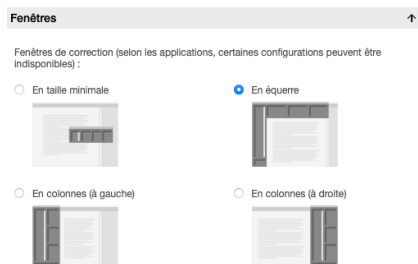 Fenêtres
Fenêtres de correction (selon les applications, certaines configurations peuvent être
indisponibles) :
En taille minimale
En équerre
En colonnes (à gauche)
En colonnes (à droite)